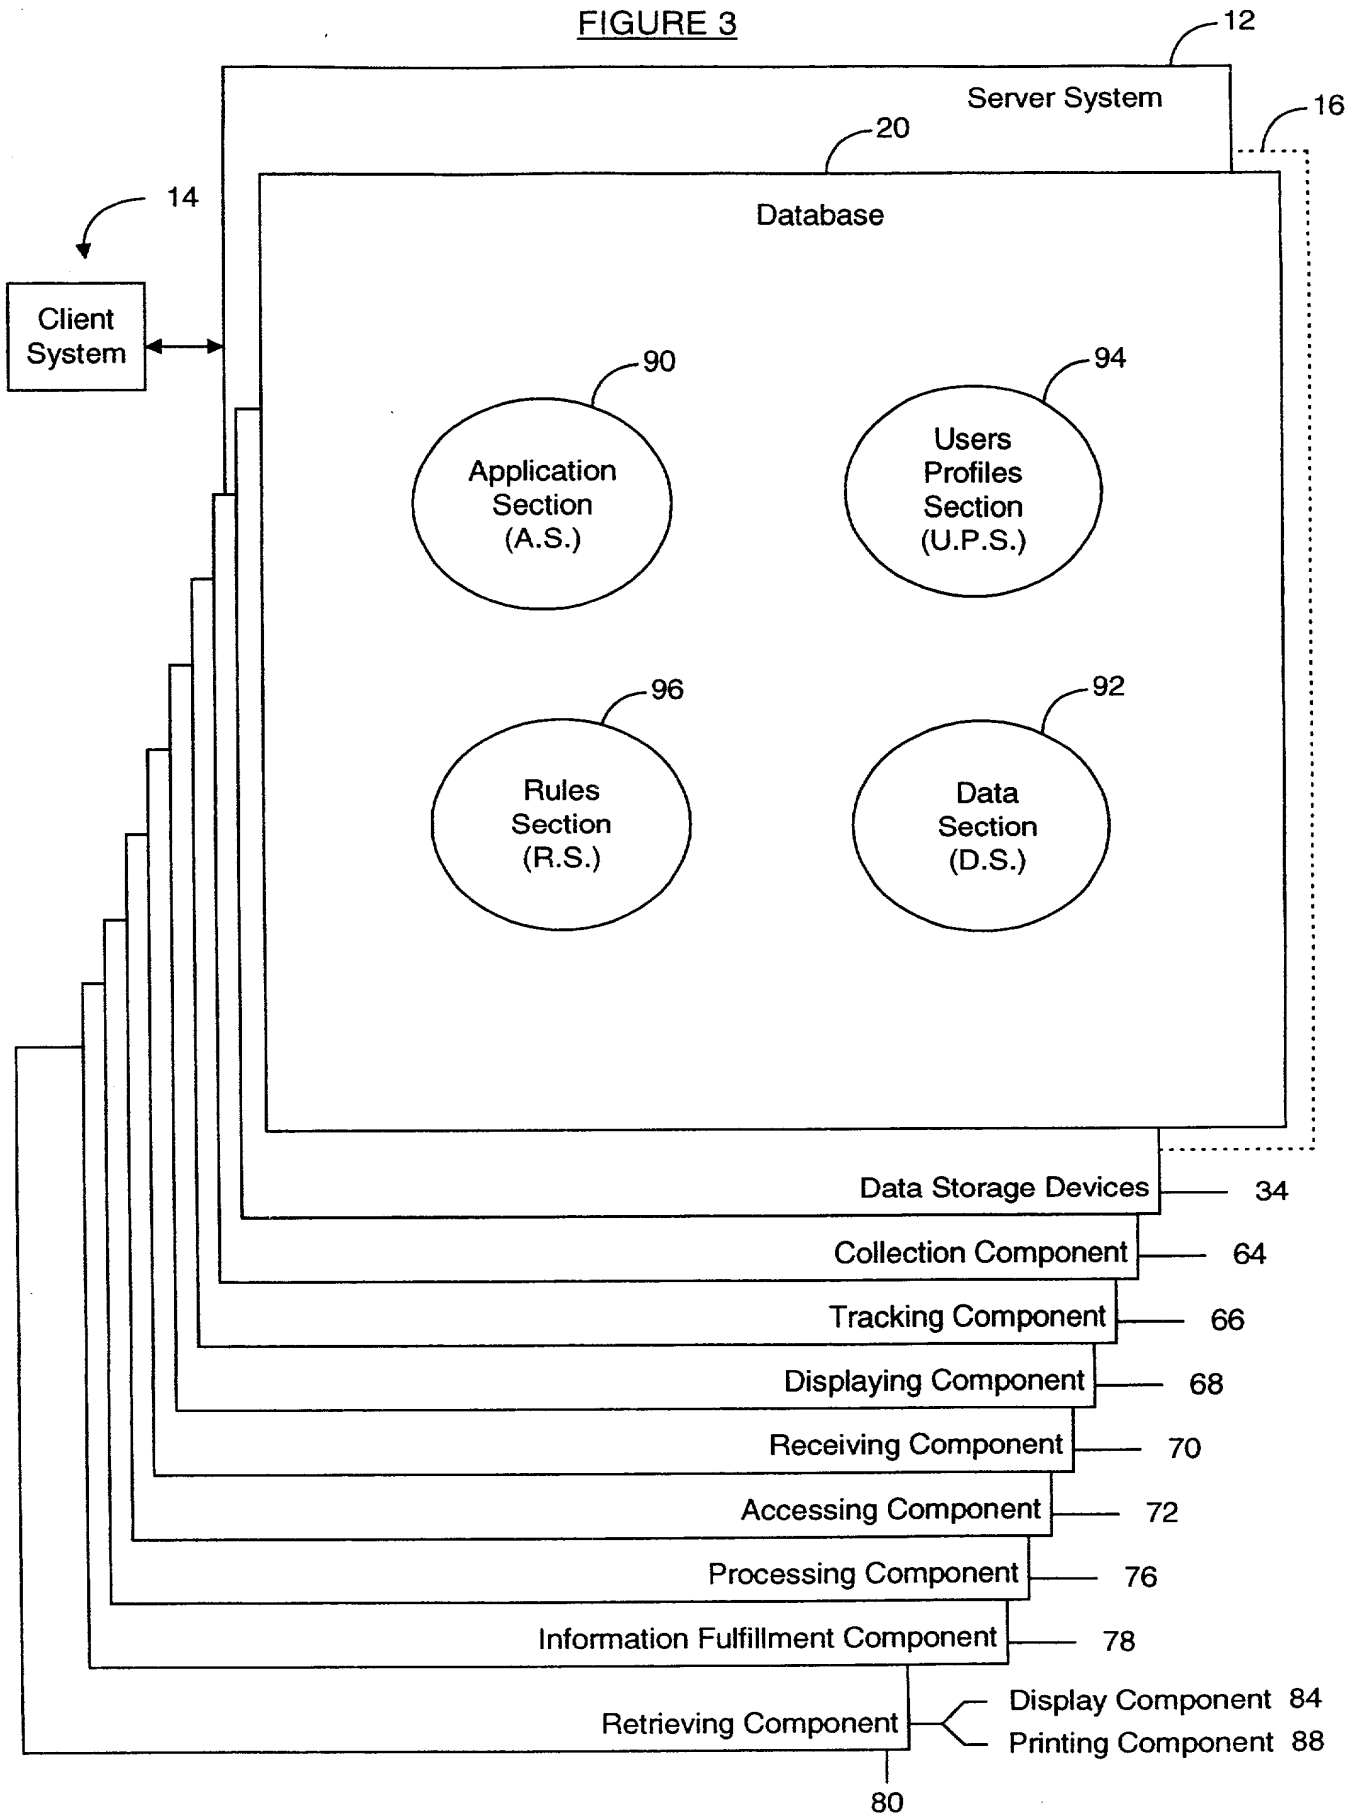 FIGURE 3
12
Server System
16
20
Database
14
Client
System
90
Application
Section
(A.S.)
94
Users
Profiles
Section
(U.P.S.)
96
Rules
Section
(R.S.)
92
Data
Section
(D.S.)
Data Storage Devices 34
Collection Component 64
Tracking Component 66
Displaying Component 68
Receiving Component 70
Accessing Component 72
Processing Component 76
Information Fulfillment Component 78
Display Component 84
Retrieving Component
Printing Component 88
80